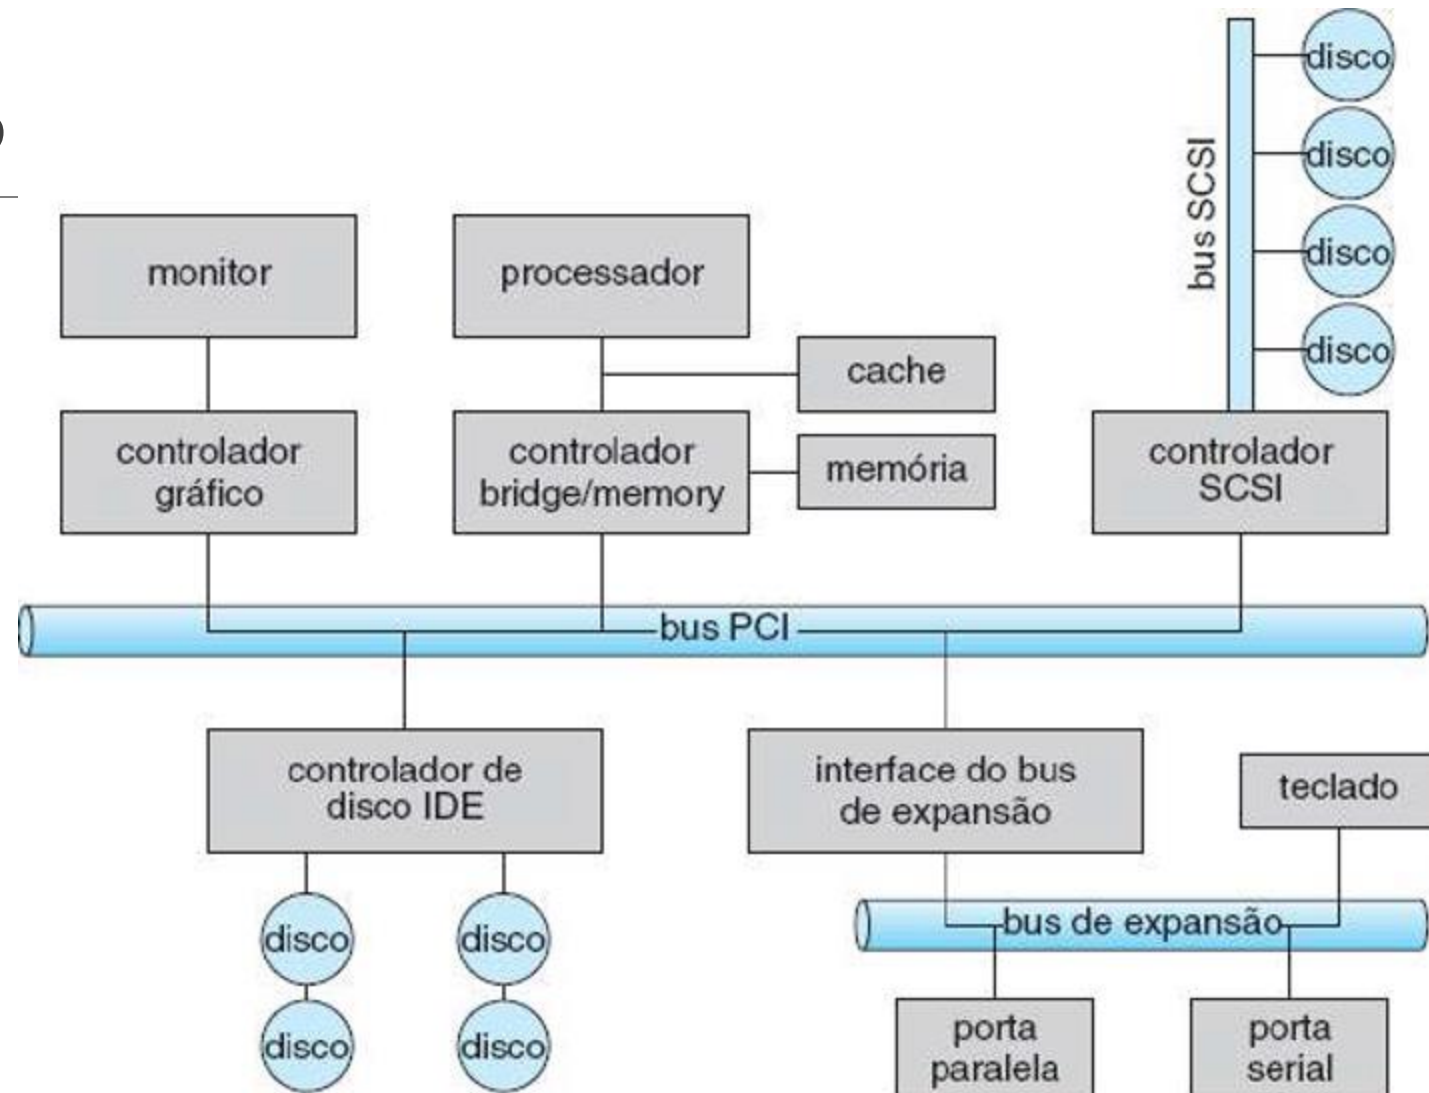 disco
disco
bus SCSI
disco
disco
monitor
processador
cache
controlador
gráfico
controlador
bridge/memory
memória
controlador
SCSI
bus PCI
controlador de
disco IDE
interface do bus
de expansão
teclado
bus de expansão
disco
disco
disco
disco
porta
paralela
porta
serial